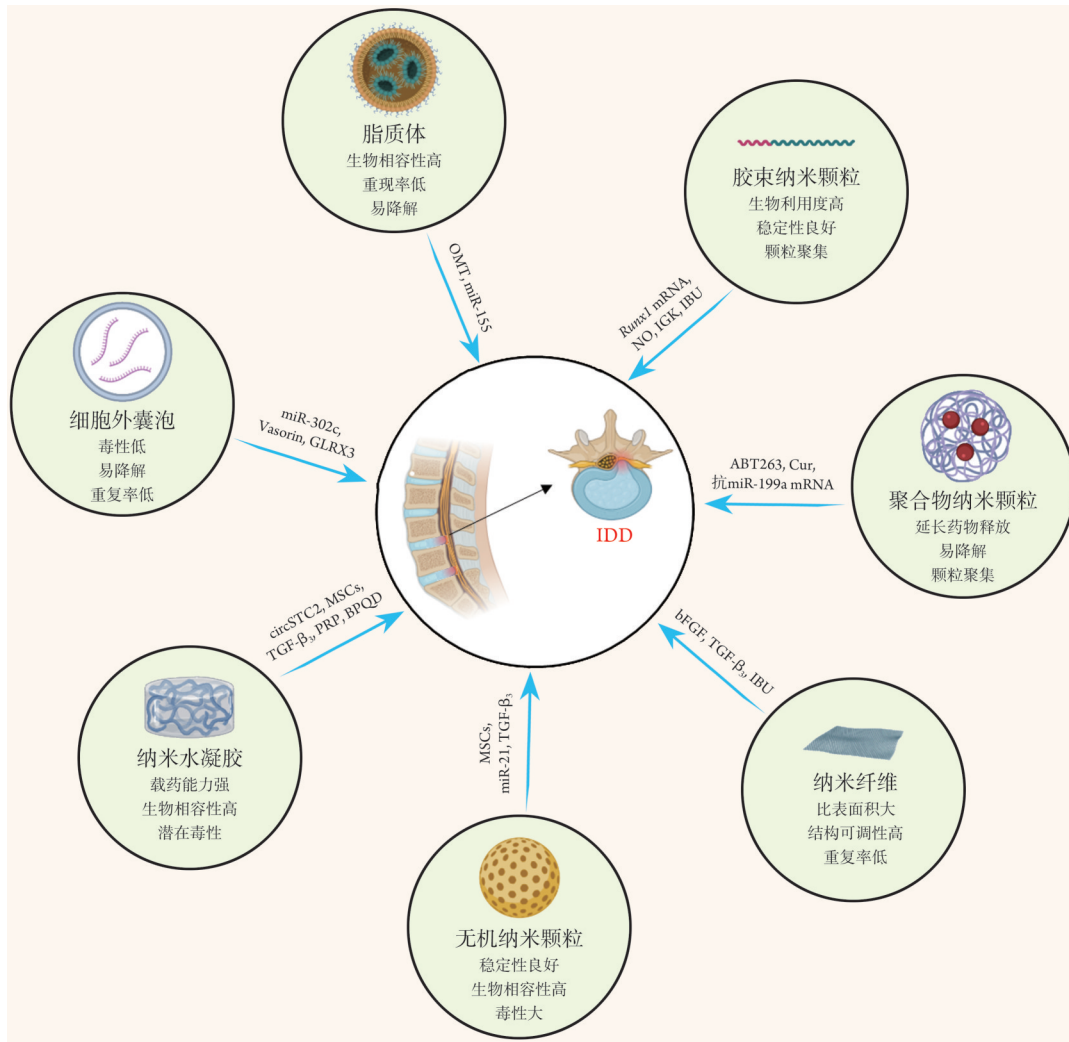 脂质体
生物相容性高
重现率低
易降解
OMT, miR-155
胶束纳米颗粒
生物利用度高
稳定性良好
颗粒聚集
Runx1 mRNA,
NO, IGK, IBU
聚合物纳米颗粒
延长药物释放
易降解
颗粒聚集
ABT263, Cur,
抗miR-199a mRNA
纳米纤维
比表面积大
结构可调性高
重复率低
bFGF, TGF-β₃, IBU
无机纳米颗粒
稳定性良好
生物相容性高
毒性大
MSCs,
miR-21, TGF-β₃
纳米水凝胶
载药能力强
生物相容性高
潜在毒性
circSTC2, MSCs,
TGF-β₃, PRP, BPQD
细胞外囊泡
毒性低
易降解
重复率低
miR-302c,
Vasorin, GLRX3
IDD